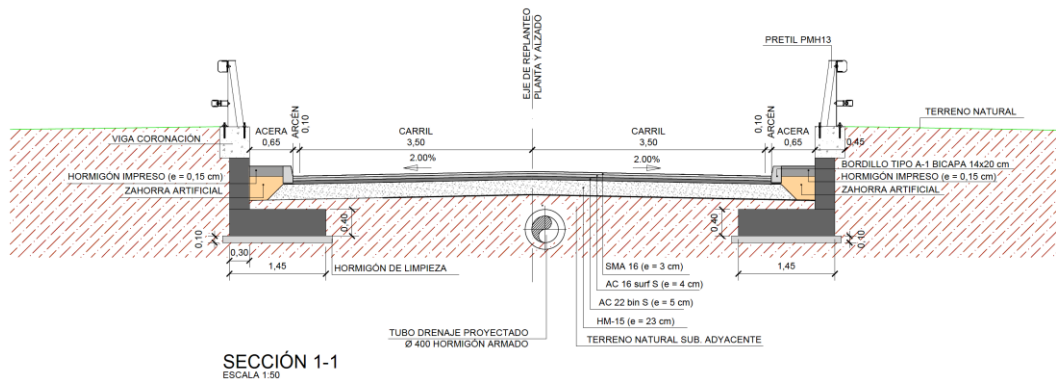 EJE DE REPLANTEO
PLANTA Y ALZADO
PRETIL PMH13
TERRENO NATURAL
VIGA CORONACIÓN
ACERA
0.65
ARCÉN
0,10
CARRIL
3,50
CARRIL
3,50
0,10
ARCÉN
ACERA
0.65
0,45
2.00%
2.00%
HORMIGÓN IMPRESO (e = 0,15 cm)
ZAHORRA ARTIFICIAL
BORDILLO TIPO A-1 BICAPA 14x20 cm
HORMIGÓN IMPRESO (e = 0,15 cm)
ZAHORRA ARTIFICIAL
0,10
0,40
0,30
1,45
HORMIGÓN DE LIMPIEZA
0,40
0,10
1,45
SMA 16 (e = 3 cm)
AC 16 surf S (e = 4 cm)
AC 22 bin S (e = 5 cm)
HM-15 (e = 23 cm)
TERRENO NATURAL SUB. ADYACENTE
TUBO DRENAJE PROYECTADO
Ø 400 HORMIGÓN ARMADO
SECCIÓN 1-1
ESCALA 1:50